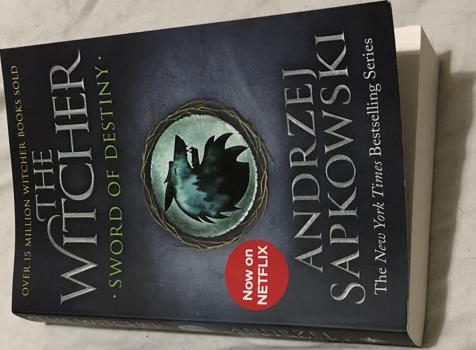 OVER 15 MILLION WITCHER BOOKS SOLD
THE
WITCHER
· SWORD OF DESTINY ·
Now on
NETFLIX
ANDRZEJ
SAPKOWSKI
The New York Times Bestselling Series
ANDRZEJ